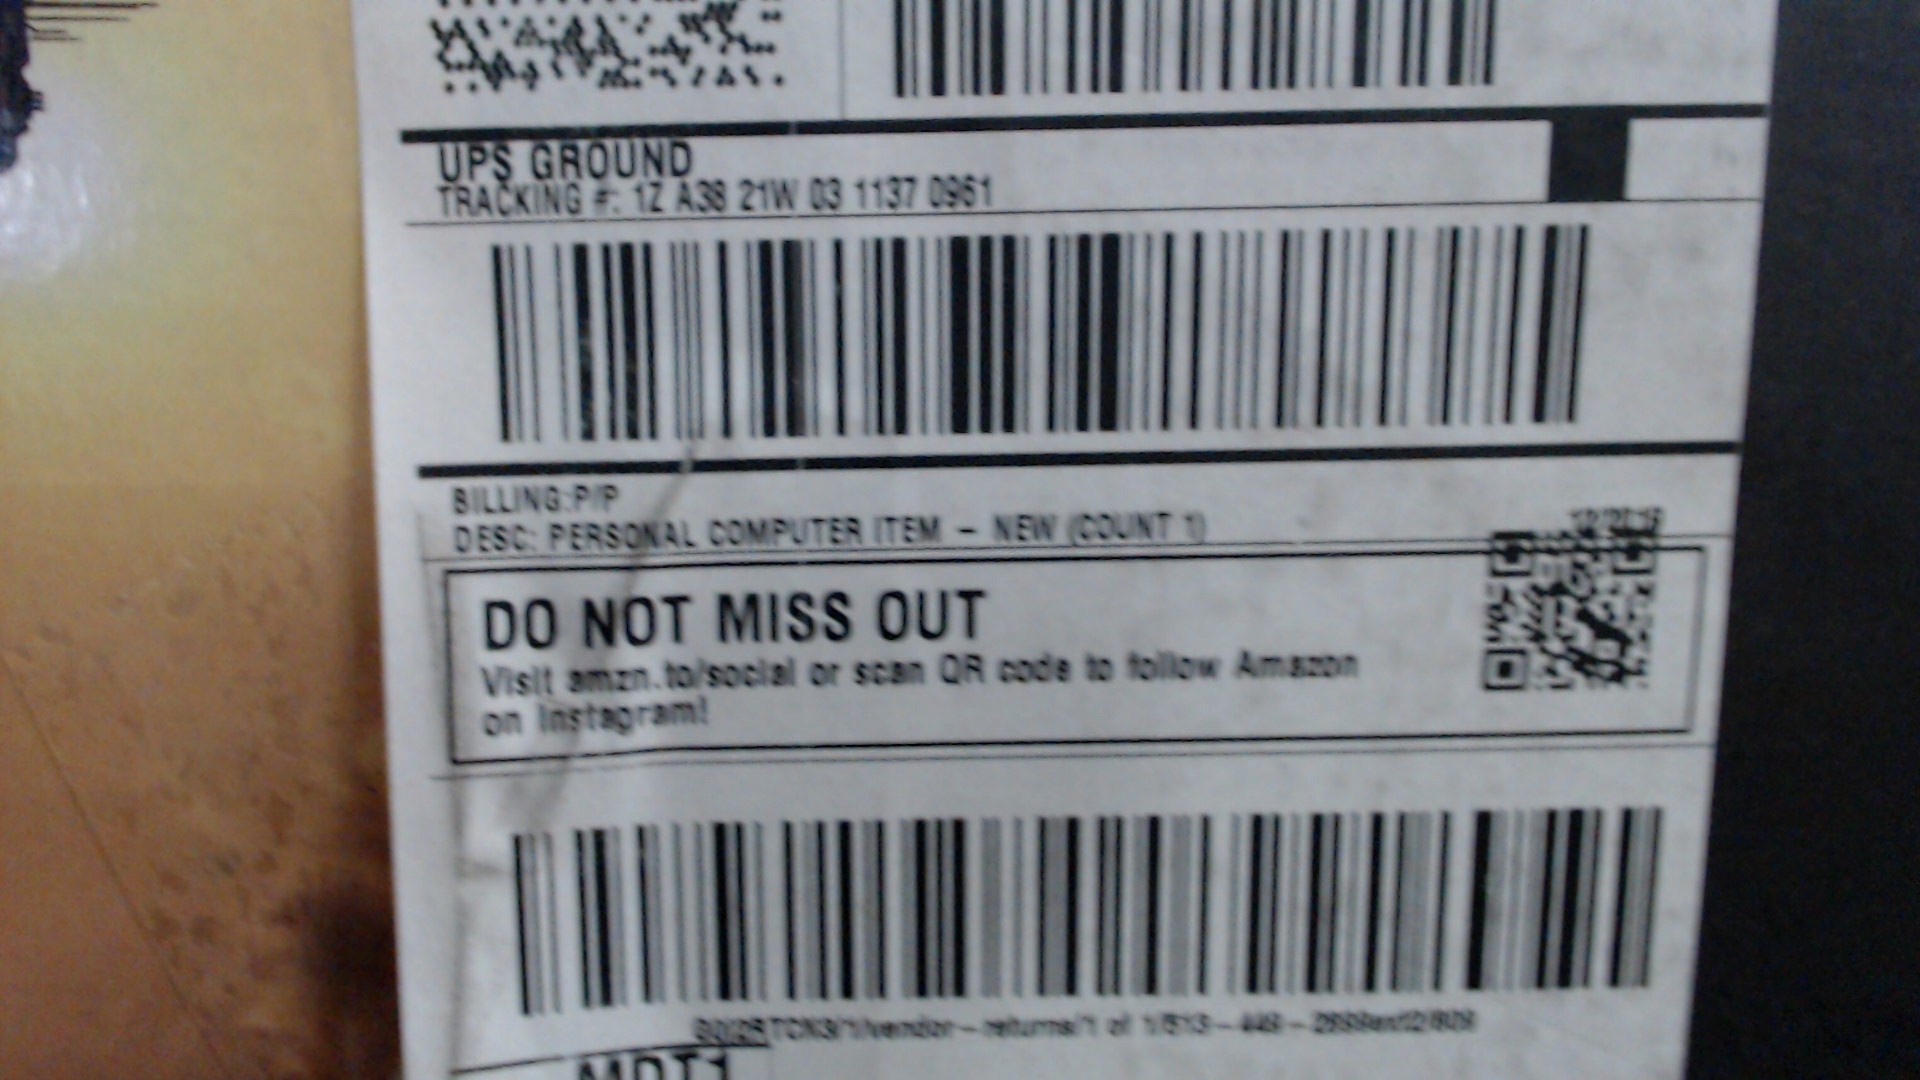 UPS GROUND
TRACKING #: 1Z A38 21W 03 1137 0961
BILLING:P/P
DESC: PERSONAL COMPUTER ITEM - NEW (COUNT 1)
DO NOT MISS OUT
Visit amzn.to/social or scan QR code to follow Amazon
on Instagram!
MDT1